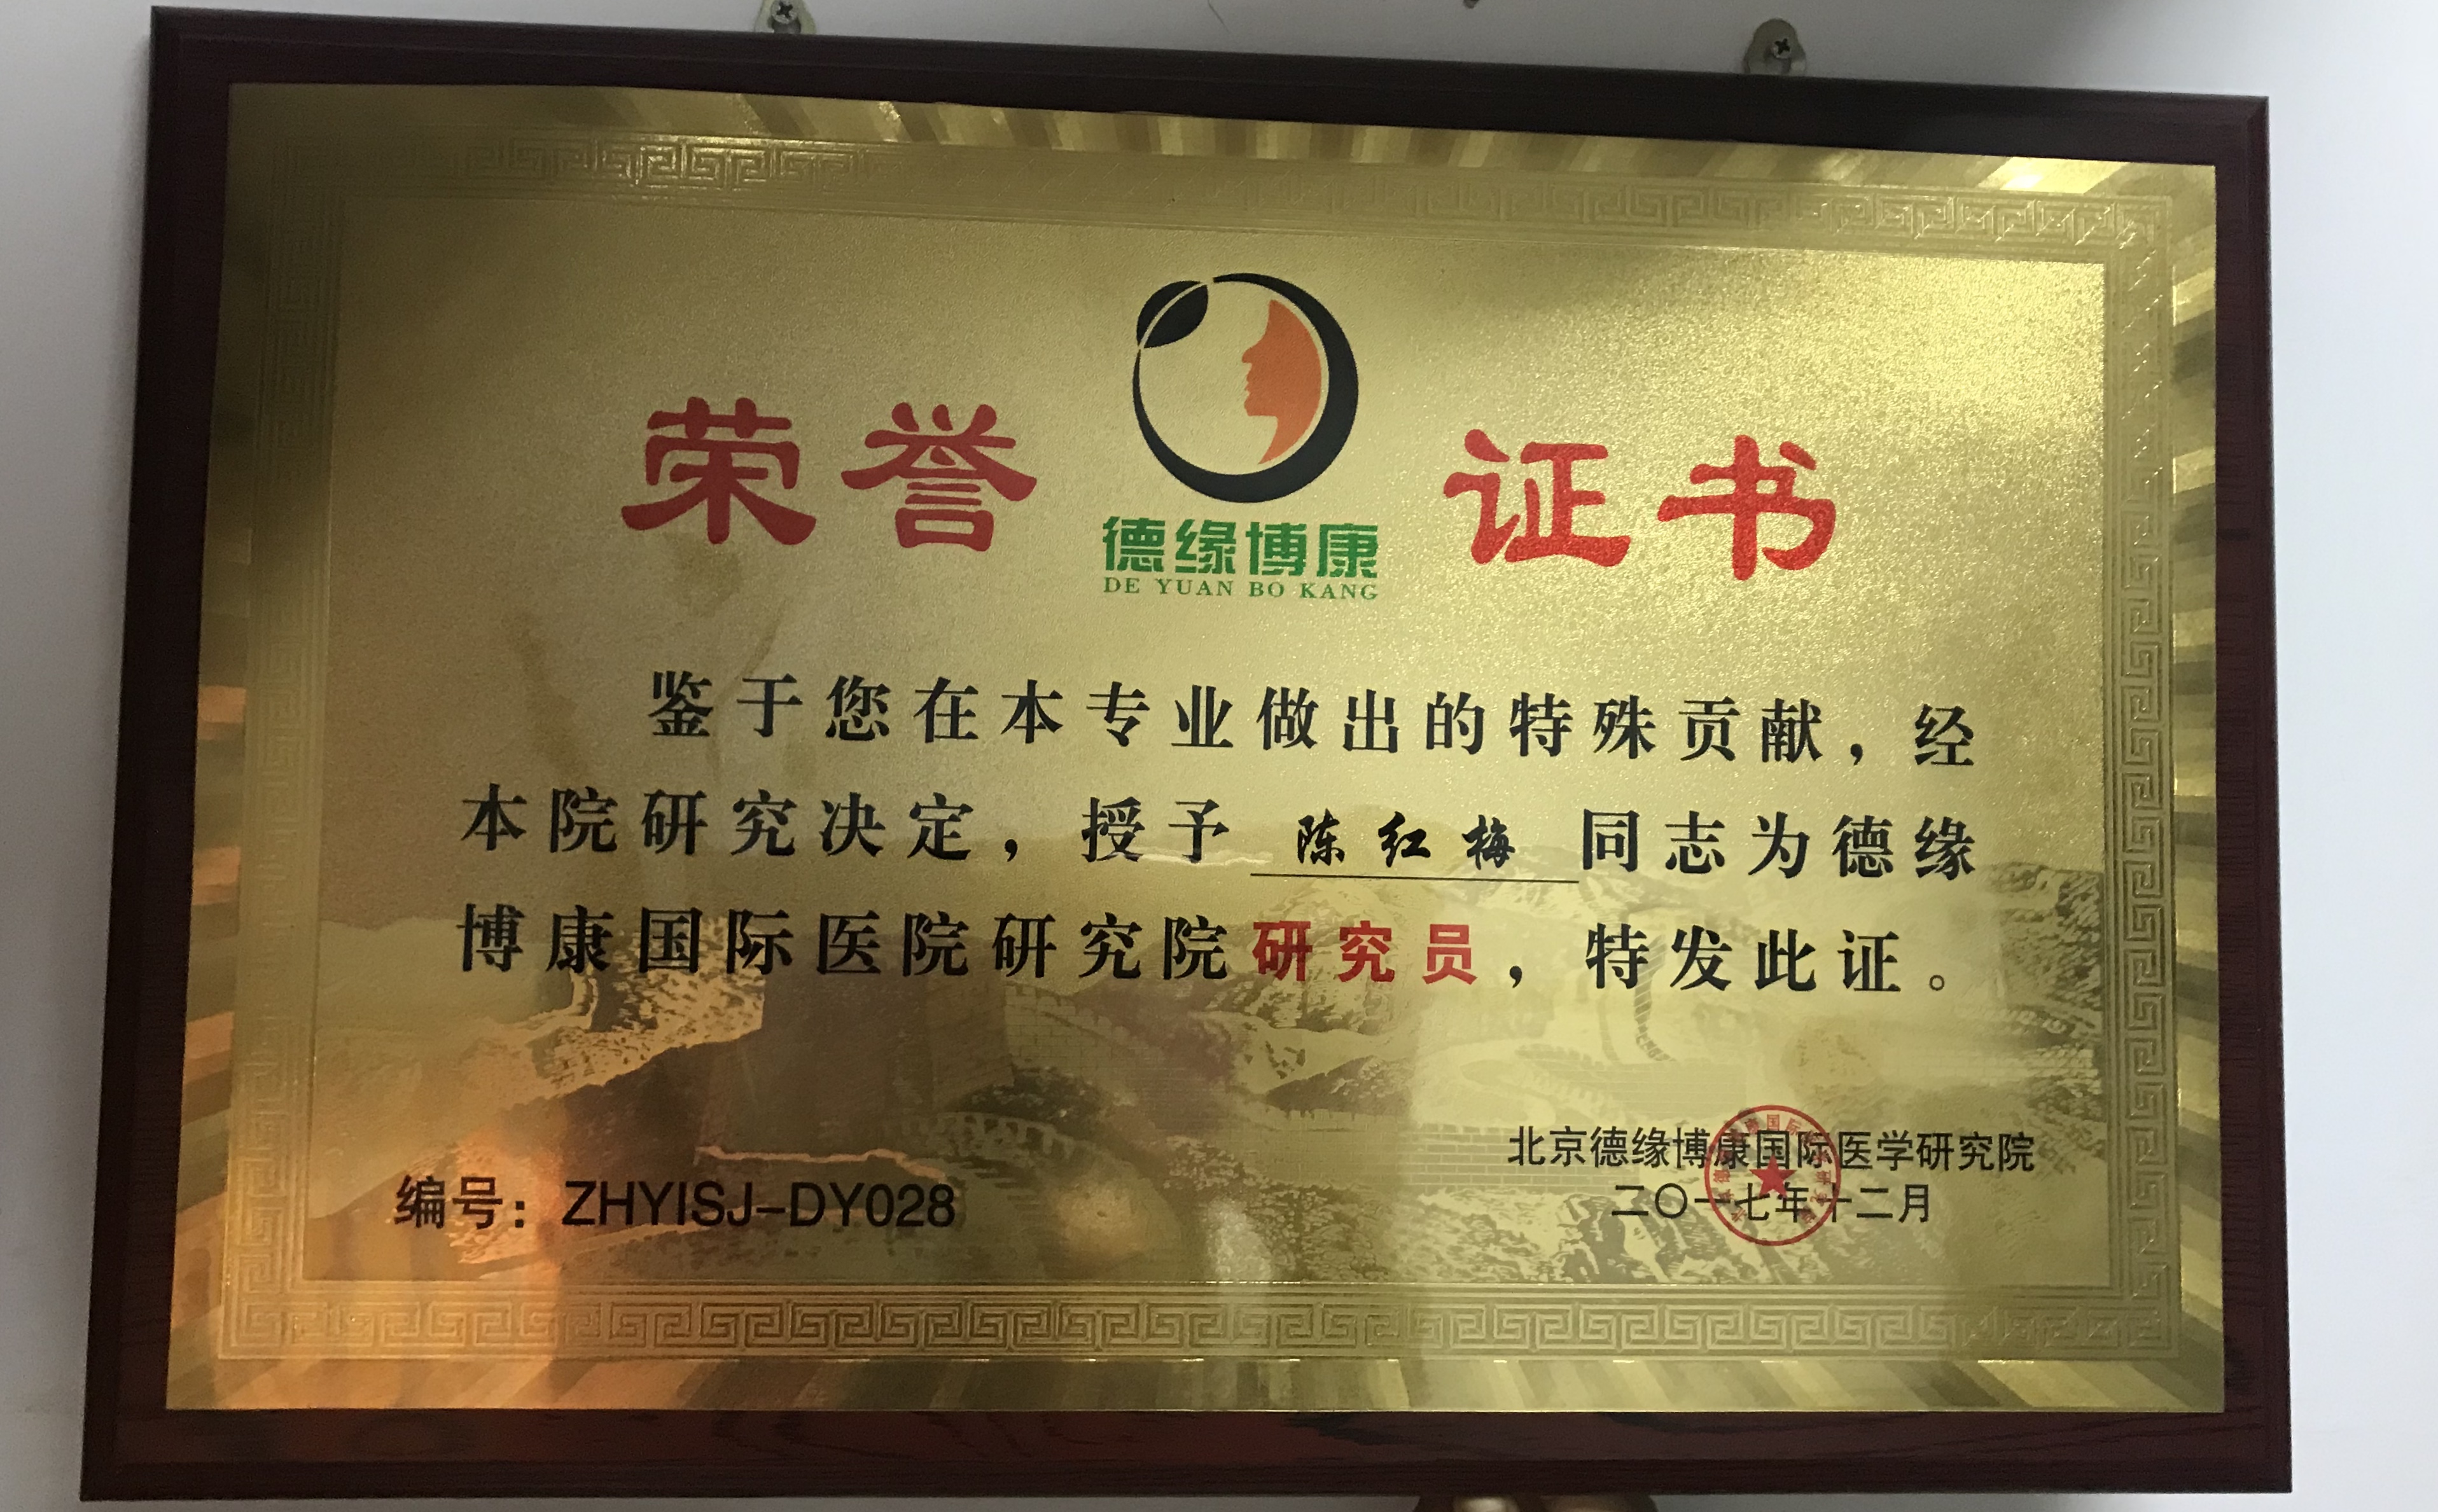 荣誉 证书
德缘博康
DE YUAN BO KANG
鉴于您在本专业做出的特殊贡献，经
本院研究决定，授予 陈红梅 同志为德缘
博康国际医院研究院研究员，特发此证。
编号：ZHYISJ-DY028
北京德缘博康国际医学研究院
二〇一七年十二月